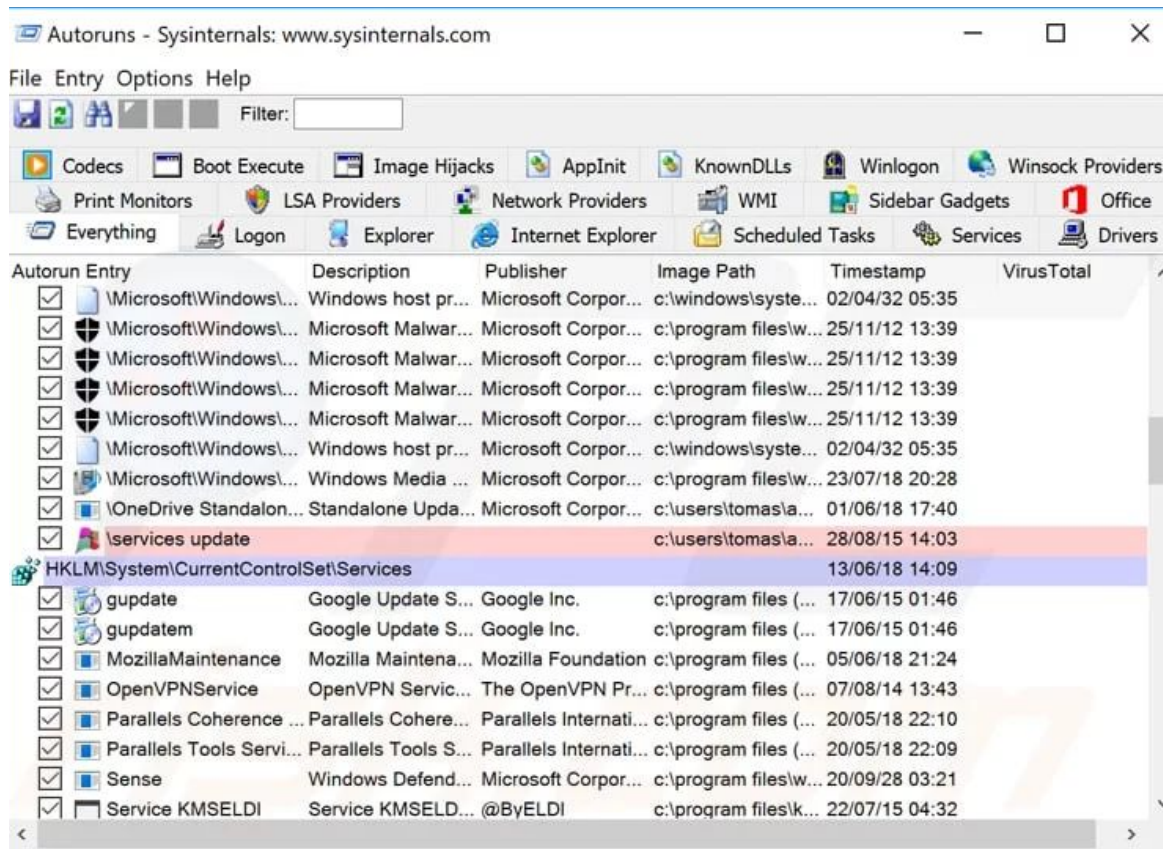 Autoruns - Sysinternals: www.sysinternals.com
File Entry Options Help
Filter:
Codecs Boot Execute Image Hijacks AppInit KnownDLLs Winlogon Winsock Providers
Print Monitors LSA Providers Network Providers WMI Sidebar Gadgets Office
Everything Logon Explorer Internet Explorer Scheduled Tasks Services Drivers
Autorun Entry Description Publisher Image Path Timestamp VirusTotal
\Microsoft\Windows\... Windows host pr... Microsoft Corpor... c:\windows\syste... 02/04/32 05:35
\Microsoft\Windows\... Microsoft Malwar... Microsoft Corpor... c:\program files\w... 25/11/12 13:39
\Microsoft\Windows\... Microsoft Malwar... Microsoft Corpor... c:\program files\w... 25/11/12 13:39
\Microsoft\Windows\... Microsoft Malwar... Microsoft Corpor... c:\program files\w... 25/11/12 13:39
\Microsoft\Windows\... Microsoft Malwar... Microsoft Corpor... c:\program files\w... 25/11/12 13:39
\Microsoft\Windows\... Windows host pr... Microsoft Corpor... c:\windows\syste... 02/04/32 05:35
\Microsoft\Windows\... Windows Media ... Microsoft Corpor... c:\program files\w... 23/07/18 20:28
\OneDrive Standalon... Standalone Upda... Microsoft Corpor... c:\users\tomas\a... 01/06/18 17:40
\services update c:\users\tomas\a... 28/08/15 14:03
HKLM\System\CurrentControlSet\Services 13/06/18 14:09
gupdate Google Update S... Google Inc. c:\program files (... 17/06/15 01:46
gupdatem Google Update S... Google Inc. c:\program files (... 17/06/15 01:46
MozillaMaintenance Mozilla Maintena... Mozilla Foundation c:\program files (... 05/06/18 21:24
OpenVPNService OpenVPN Servic... The OpenVPN Pr... c:\program files (... 07/08/14 13:43
Parallels Coherence ... Parallels Cohere... Parallels Internati... c:\program files (... 20/05/18 22:10
Parallels Tools Servi... Parallels Tools S... Parallels Internati... c:\program files (... 20/05/18 22:09
Sense Windows Defend... Microsoft Corpor... c:\program files\w... 20/09/28 03:21
Service KMSELDI Service KMSELD... @ByELDI c:\program files\k... 22/07/15 04:32